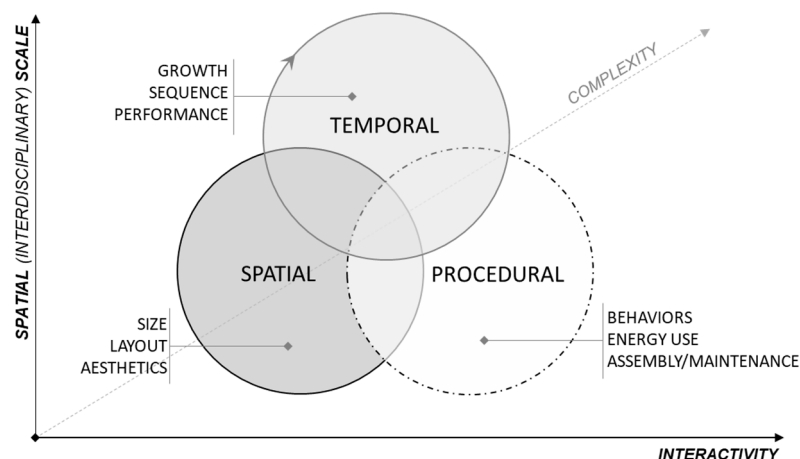 GROWTH
SEQUENCE
PERFORMANCE
TEMPORAL
COMPLEXITY
SPATIAL (INTERDISCIPLINARY) SCALE
SPATIAL
PROCEDURAL
SIZE
LAYOUT
AESTHETICS
BEHAVIORS
ENERGY USE
ASSEMBLY/MAINTENANCE
INTERACTIVITY